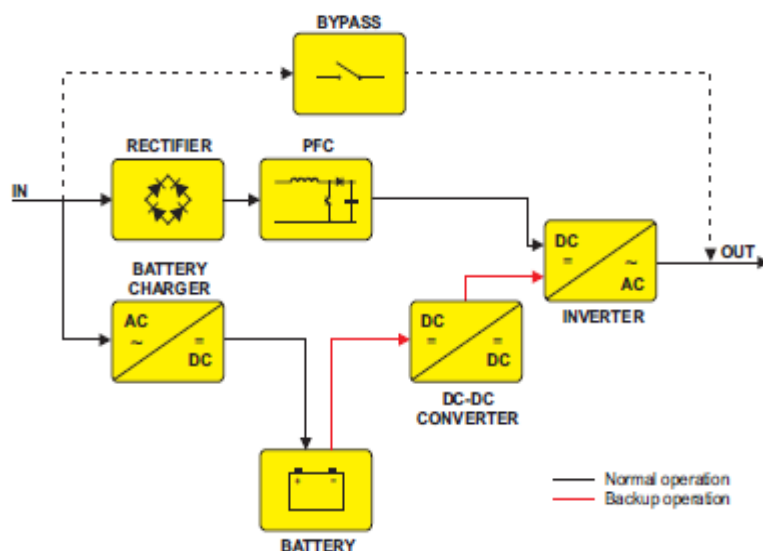 BYPASS
RECTIFIER
PFC
IN
BATTERY
CHARGER
AC
~
=
DC
DC
=
~
AC
OUT
INVERTER
DC
=
=
DC
DC-DC
CONVERTER
+ −
BATTERY
Normal operation
Backup operation